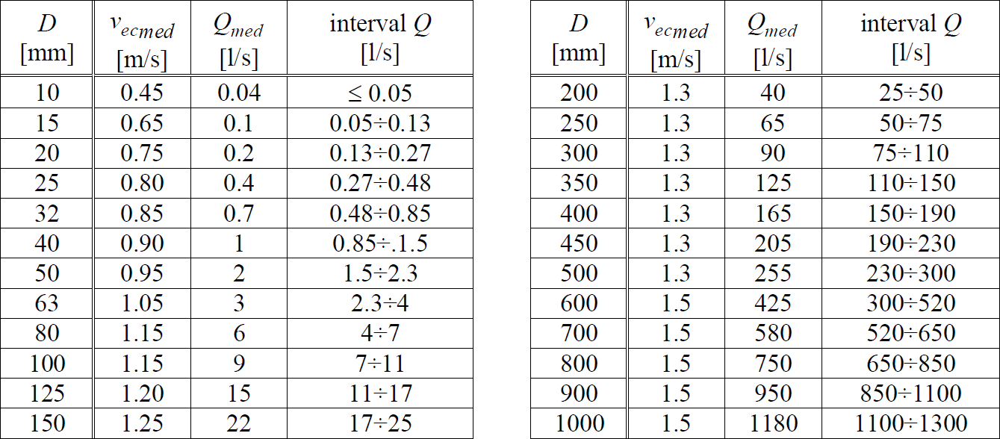 D v_ecmed Q_med interval Q
[mm] [m/s] [l/s] [l/s]
10 0.45 0.04 ≤ 0.05
15 0.65 0.1 0.05÷0.13
20 0.75 0.2 0.13÷0.27
25 0.80 0.4 0.27÷0.48
32 0.85 0.7 0.48÷0.85
40 0.90 1 0.85÷.1.5
50 0.95 2 1.5÷2.3
63 1.05 3 2.3÷4
80 1.15 6 4÷7
100 1.15 9 7÷11
125 1.20 15 11÷17
150 1.25 22 17÷25
D v_ecmed Q_med interval Q
[mm] [m/s] [l/s] [l/s]
200 1.3 40 25÷50
250 1.3 65 50÷75
300 1.3 90 75÷110
350 1.3 125 110÷150
400 1.3 165 150÷190
450 1.3 205 190÷230
500 1.3 255 230÷300
600 1.5 425 300÷520
700 1.5 580 520÷650
800 1.5 750 650÷850
900 1.5 950 850÷1100
1000 1.5 1180 1100÷1300